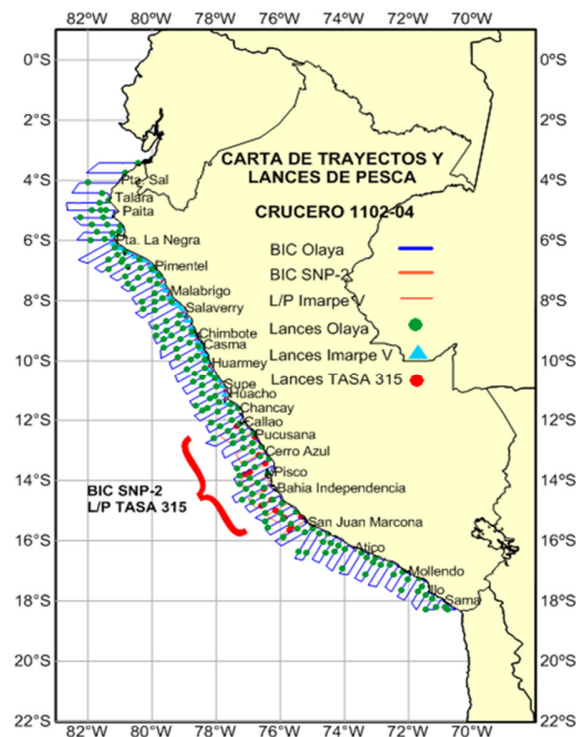 82°W 80°W 78°W 76°W 74°W 72°W 70°W
0°S 0°S
2°S 2°S
CARTA DE TRAYECTOS Y
LANCES DE PESCA
4°S Pta. Sal 4°S
Talara
Paita
CRUCERO 1102-04
6°S Pta. La Negra 6°S
BIC Olaya
Pimentel
BIC SNP-2
Malabrigo
8°S L/P Imarpe V 8°S
Salaverry
Lances Olaya
Chimbote
Casma
Lances Imarpe V
10°S Huarmey 10°S
Lances TASA 315
Supe
Huacho
Chancay
12°S Callao 12°S
Pucusana
Cerro Azul
Pisco
14°S 14°S
Bahia Independencia
BIC SNP-2
L/P TASA 315
San Juan Marcona
16°S Atico 16°S
Mollendo
Ilo
18°S Sama 18°S
20°S 20°S
22°S 22°S
82°W 80°W 78°W 76°W 74°W 72°W 70°W